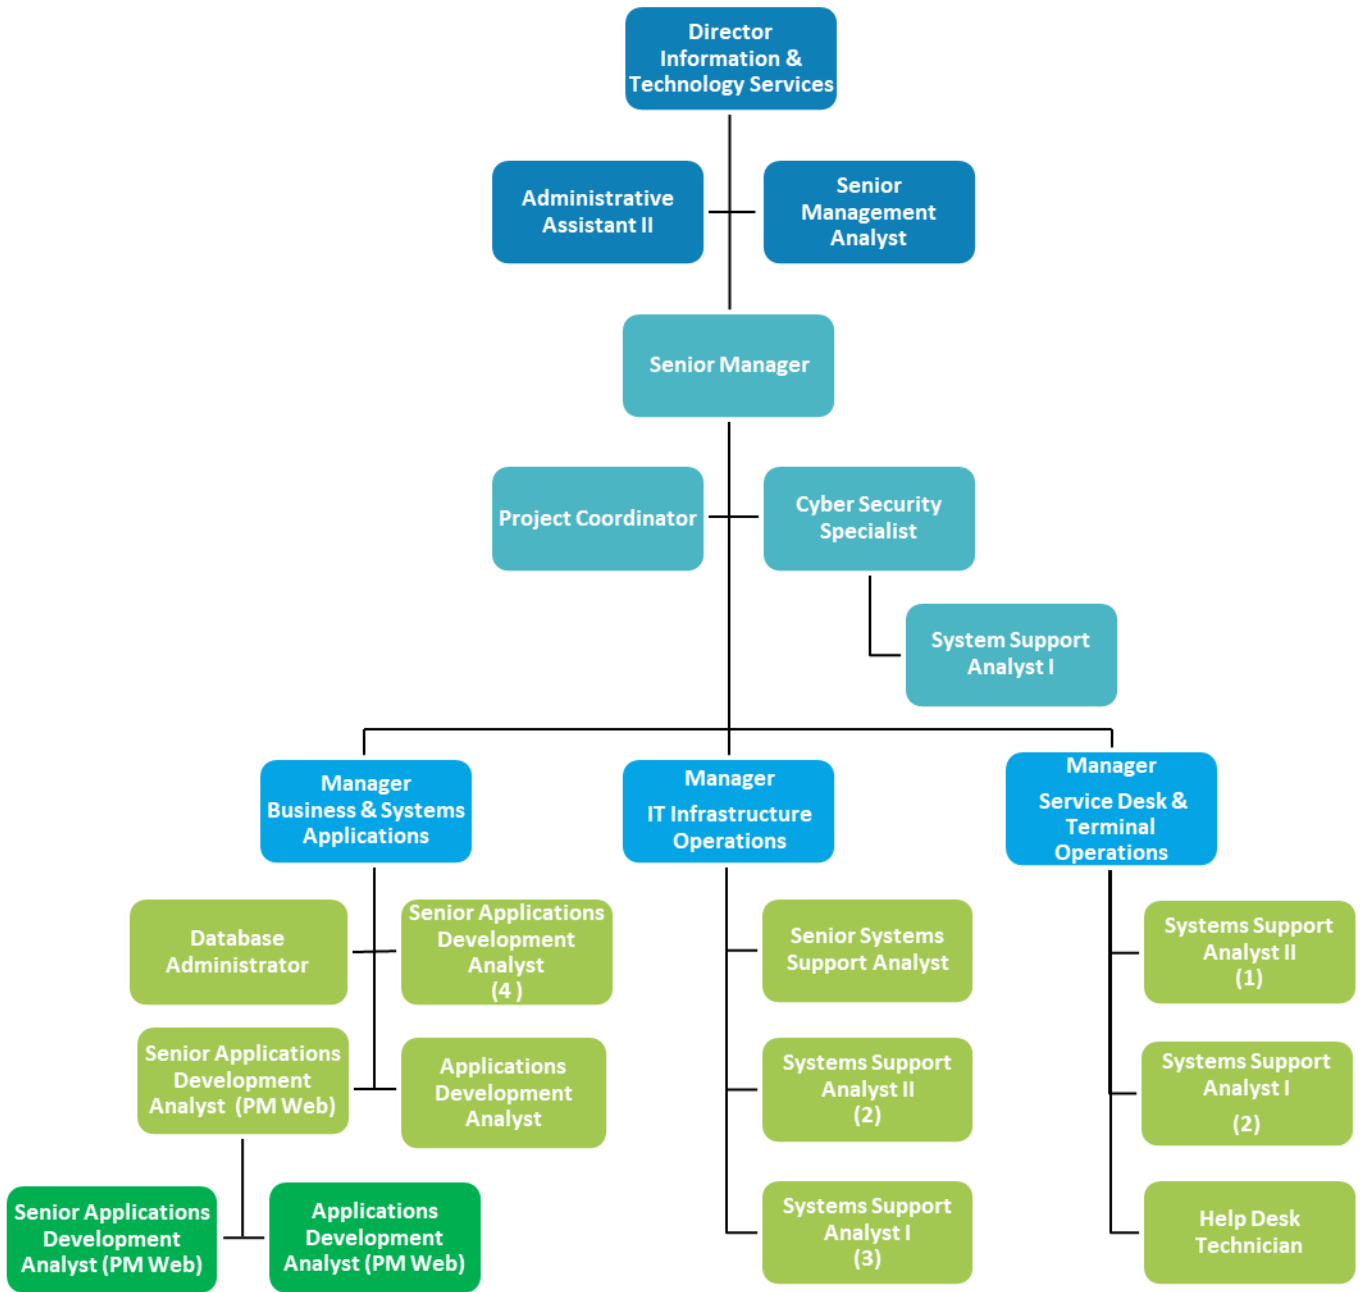 Director
Information &
Technology Services
Administrative
Assistant II
Senior
Management
Analyst
Senior Manager
Project Coordinator
Cyber Security
Specialist
System Support
Analyst I
Manager
Business & Systems
Applications
Manager
IT Infrastructure
Operations
Manager
Service Desk &
Terminal
Operations
Database
Administrator
Senior Applications
Development
Analyst
(4 )
Senior Applications
Development
Analyst (PM Web)
Applications
Development
Analyst
Senior Applications
Development
Analyst (PM Web)
Applications
Development
Analyst (PM Web)
Senior Systems
Support Analyst
Systems Support
Analyst II
(2)
Systems Support
Analyst I
(3)
Systems Support
Analyst II
(1)
Systems Support
Analyst I
(2)
Help Desk
Technician